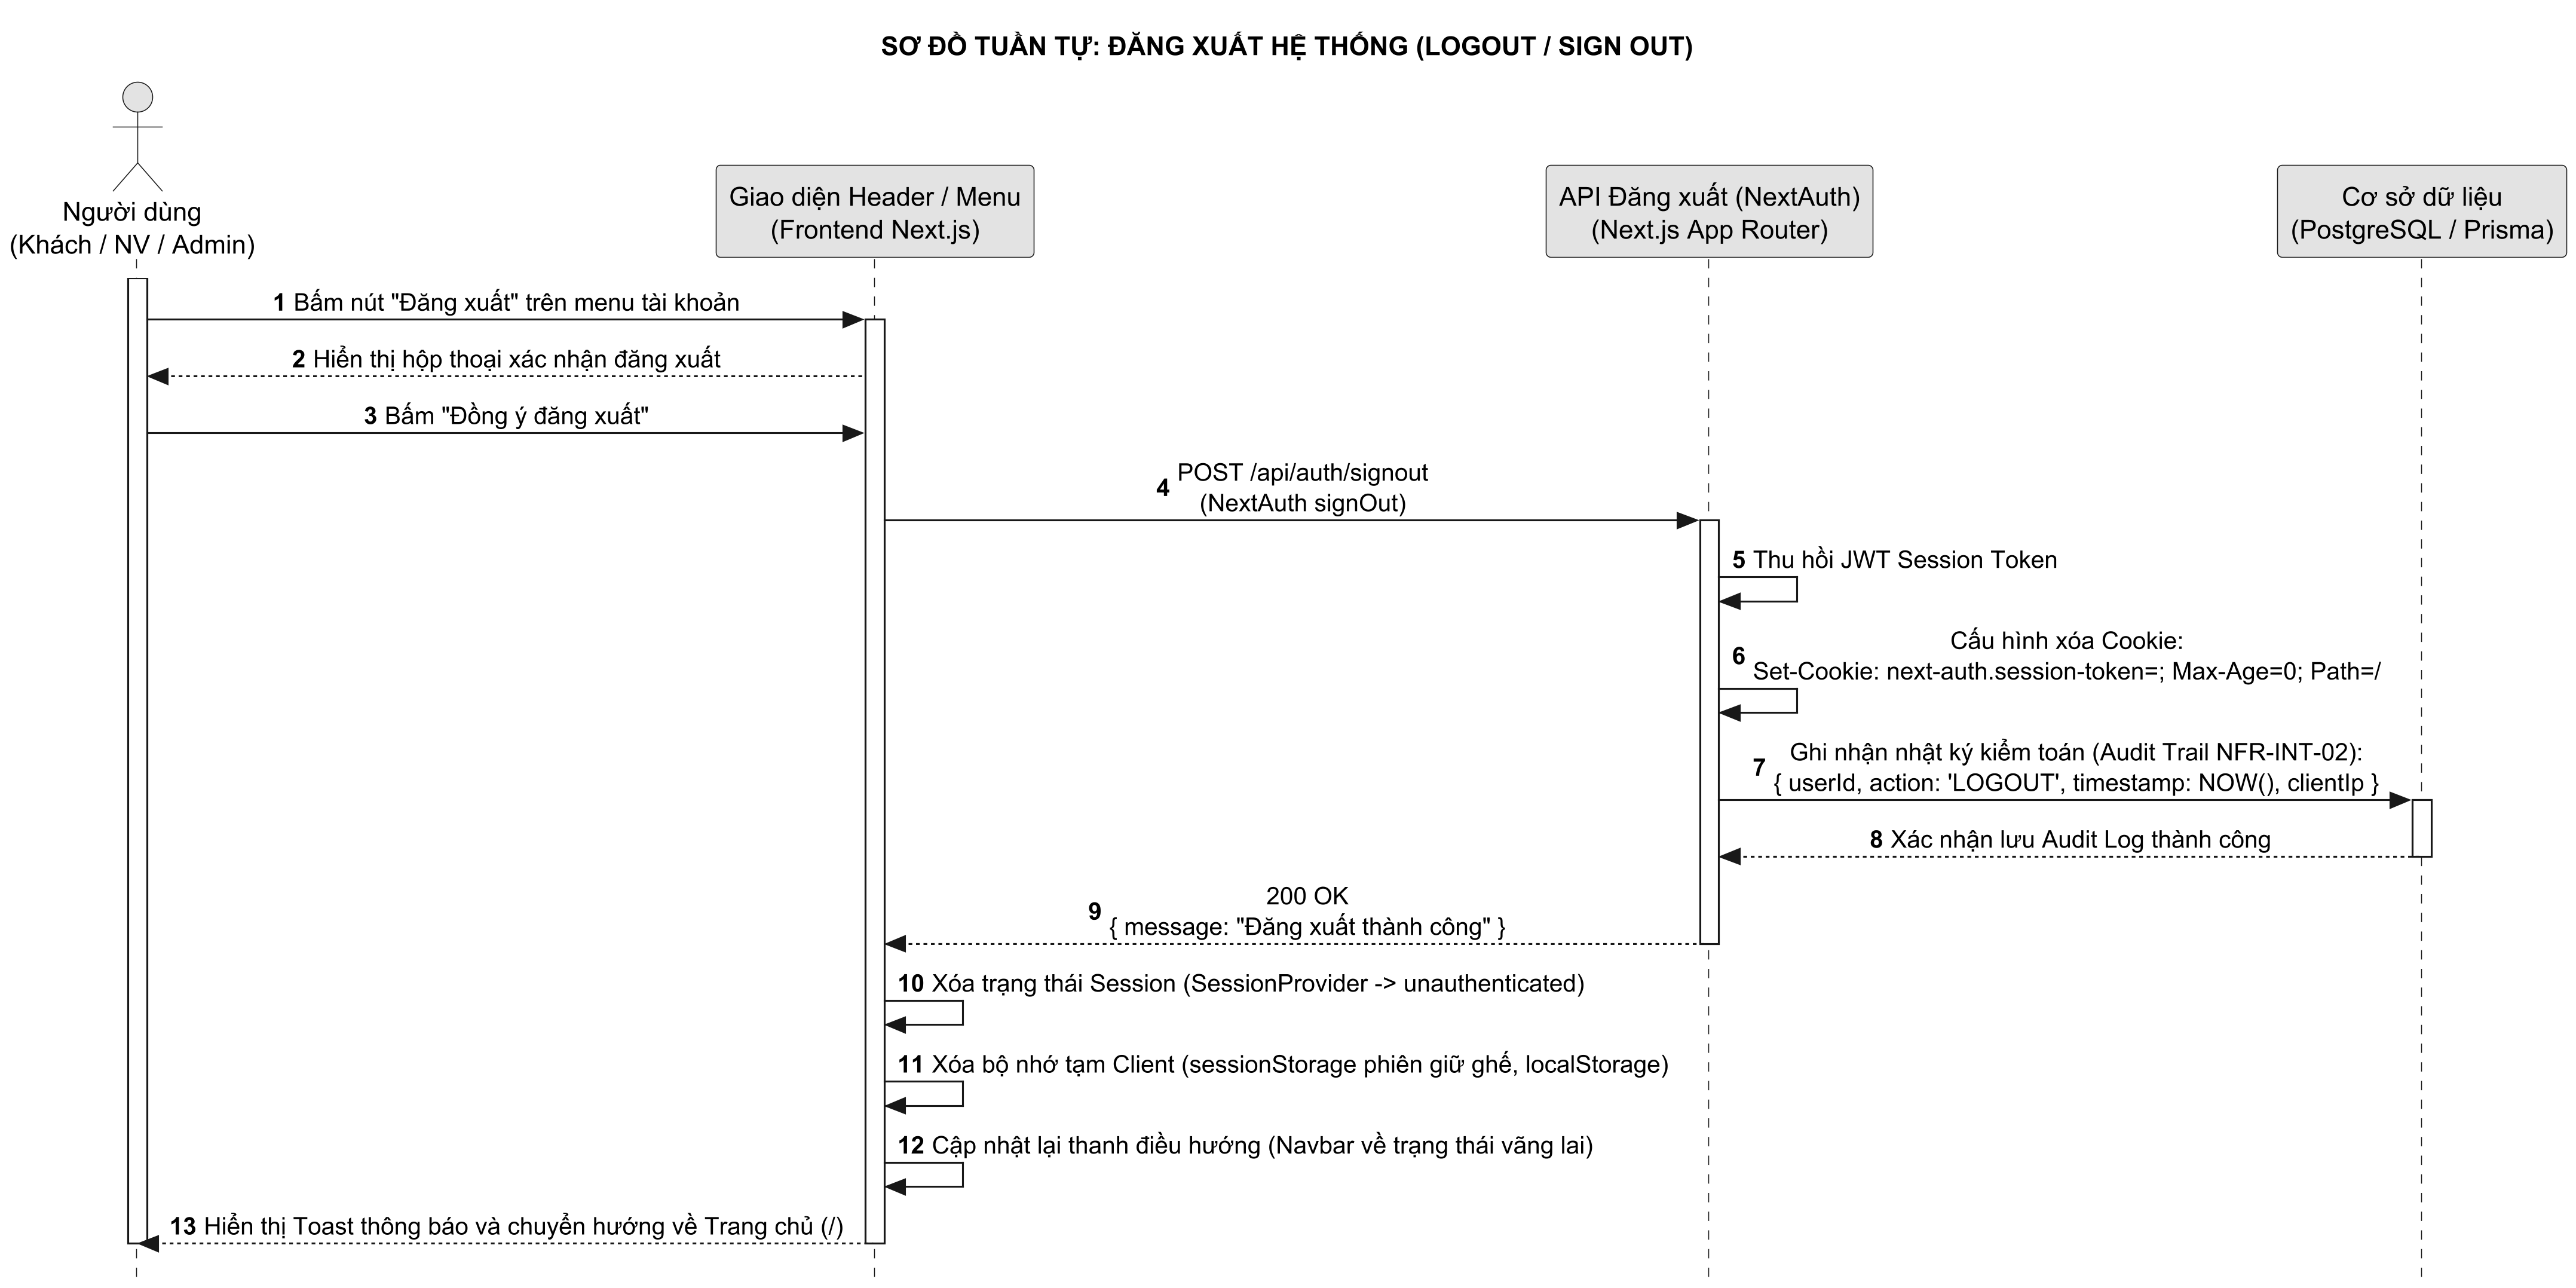 SƠ ĐỒ TUẦN TỰ: ĐĂNG XUẤT HỆ THỐNG (LOGOUT / SIGN OUT)
Người dùng
(Khách / NV / Admin)
Giao diện Header / Menu
(Frontend Next.js)
API Đăng xuất (NextAuth)
(Next.js App Router)
Cơ sở dữ liệu
(PostgreSQL / Prisma)
1 Bấm nút "Đăng xuất" trên menu tài khoản
2 Hiển thị hộp thoại xác nhận đăng xuất
3 Bấm "Đồng ý đăng xuất"
4 POST /api/auth/signout
(NextAuth signOut)
5 Thu hồi JWT Session Token
6 Cấu hình xóa Cookie:
Set-Cookie: next-auth.session-token=; Max-Age=0; Path=/
7 Ghi nhận nhật ký kiểm toán (Audit Trail NFR-INT-02):
{ userId, action: 'LOGOUT', timestamp: NOW(), clientIp }
8 Xác nhận lưu Audit Log thành công
9 200 OK
{ message: "Đăng xuất thành công" }
10 Xóa trạng thái Session (SessionProvider -> unauthenticated)
11 Xóa bộ nhớ tạm Client (sessionStorage phiên giữ ghế, localStorage)
12 Cập nhật lại thanh điều hướng (Navbar về trạng thái vãng lai)
13 Hiển thị Toast thông báo và chuyển hướng về Trang chủ (/)